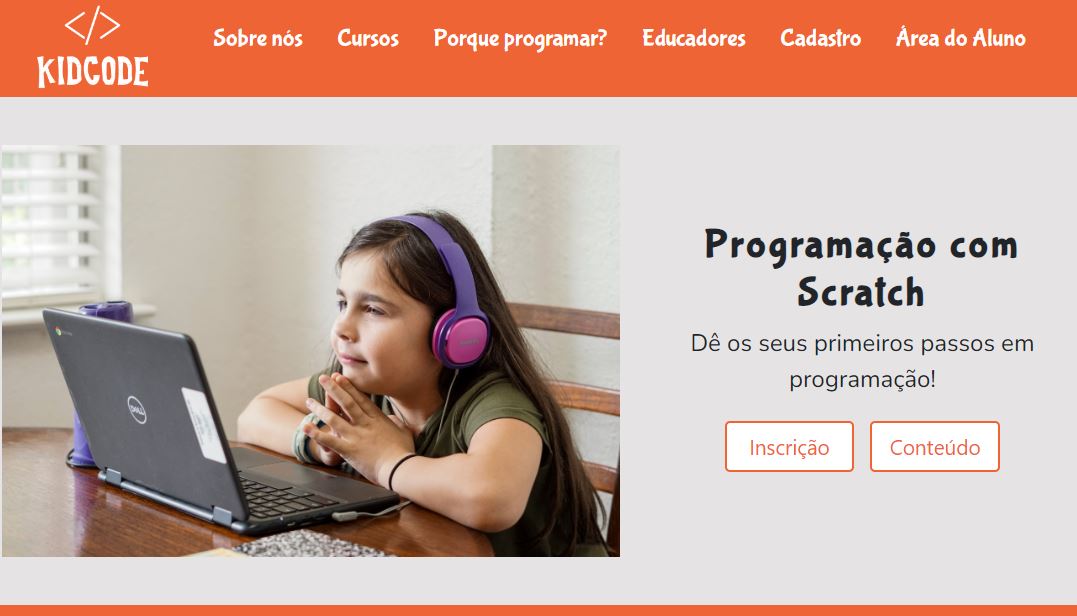 </>
KIDCODE
Sobre nós
Cursos
Porque programar?
Educadores
Cadastro
Área do Aluno
DELL
Programação com
Scratch
Dê os seus primeiros passos em
programação!
Inscrição
Conteúdo